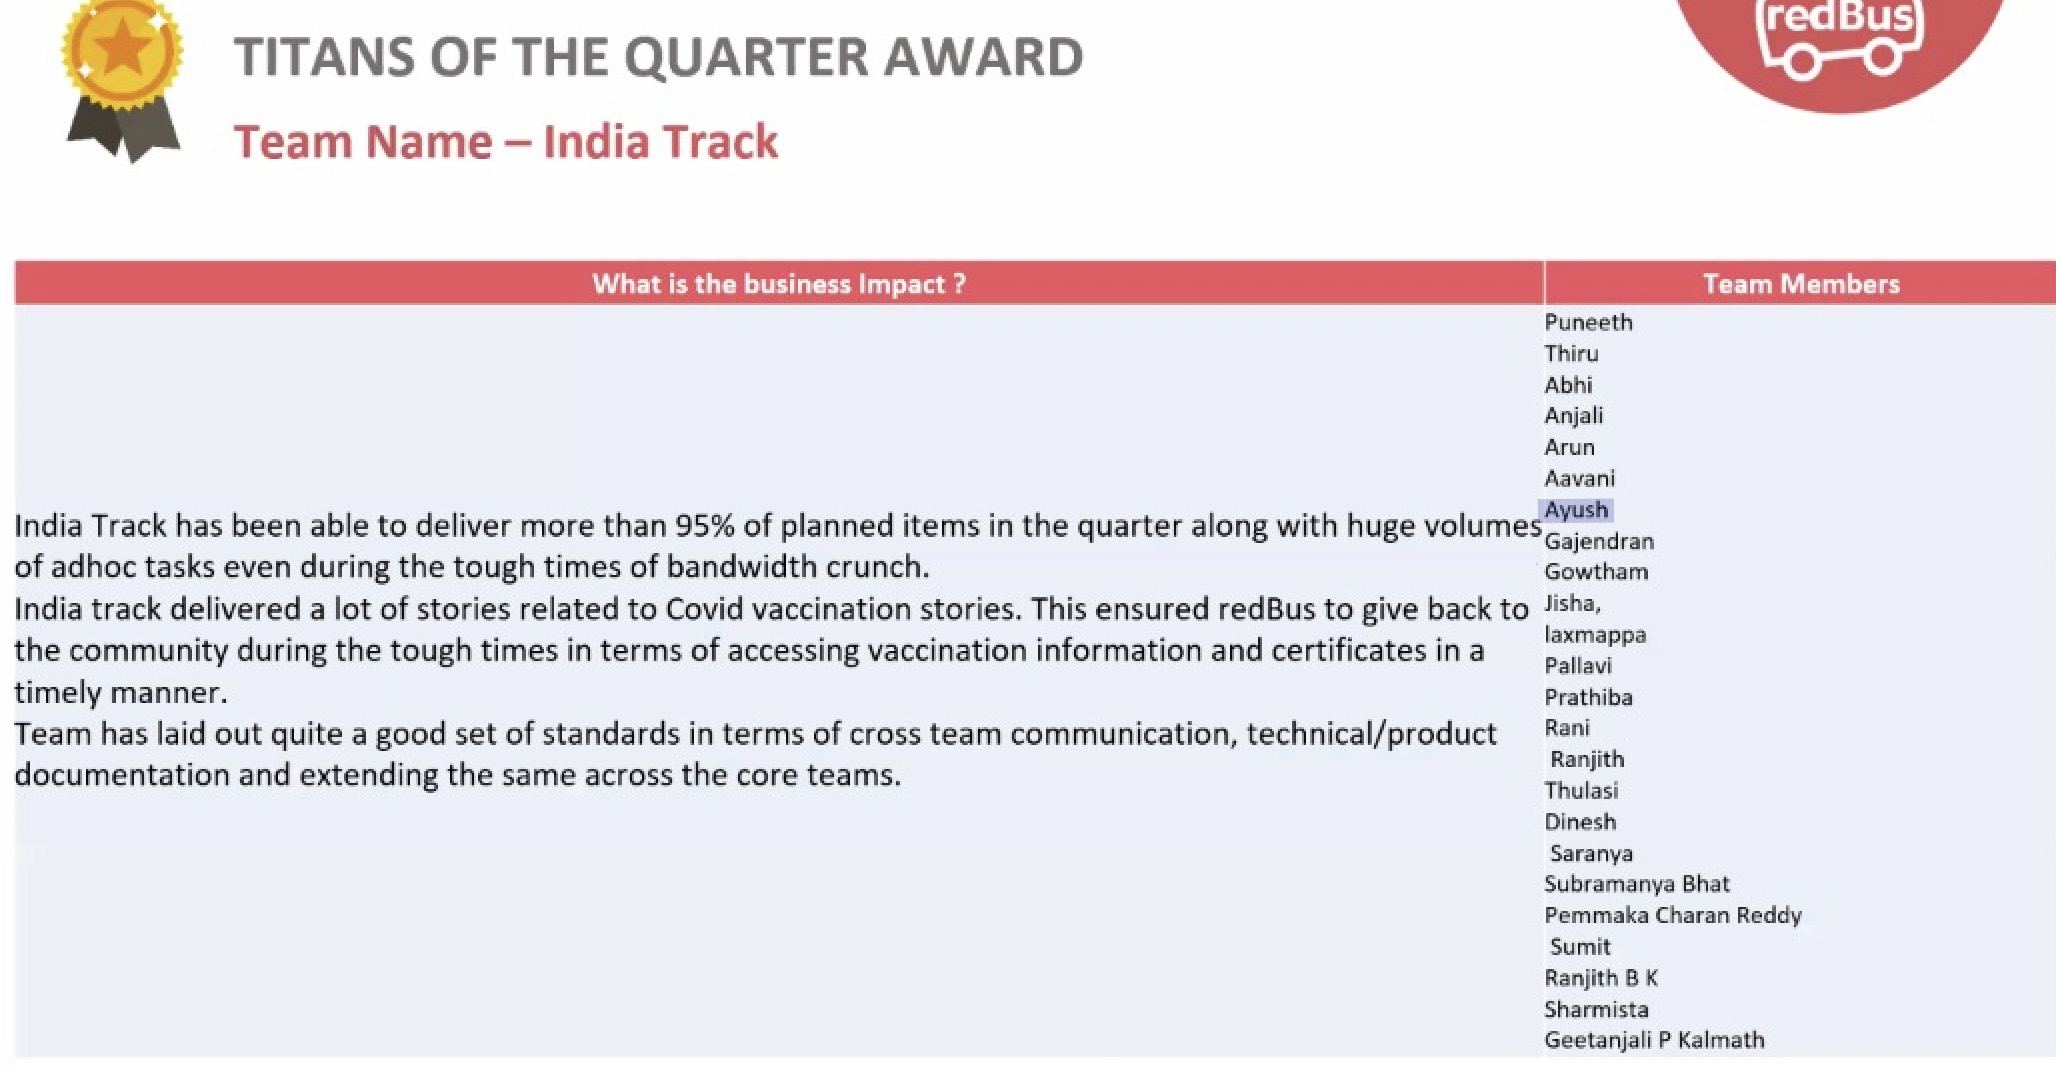 redBus
TITANS OF THE QUARTER AWARD
Team Name – India Track
What is the business Impact ?
Team Members
India Track has been able to deliver more than 95% of planned items in the quarter along with huge volumes
of adhoc tasks even during the tough times of bandwidth crunch.
India track delivered a lot of stories related to Covid vaccination stories. This ensured redBus to give back to
the community during the tough times in terms of accessing vaccination information and certificates in a
timely manner.
Team has laid out quite a good set of standards in terms of cross team communication, technical/product
documentation and extending the same across the core teams.
Puneeth
Thiru
Abhi
Anjali
Arun
Aavani
Ayush
Gajendran
Gowtham
Jisha,
laxmappa
Pallavi
Prathiba
Rani
Ranjith
Thulasi
Dinesh
Saranya
Subramanya Bhat
Pemmaka Charan Reddy
Sumit
Ranjith B K
Sharmista
Geetanjali P Kalmath